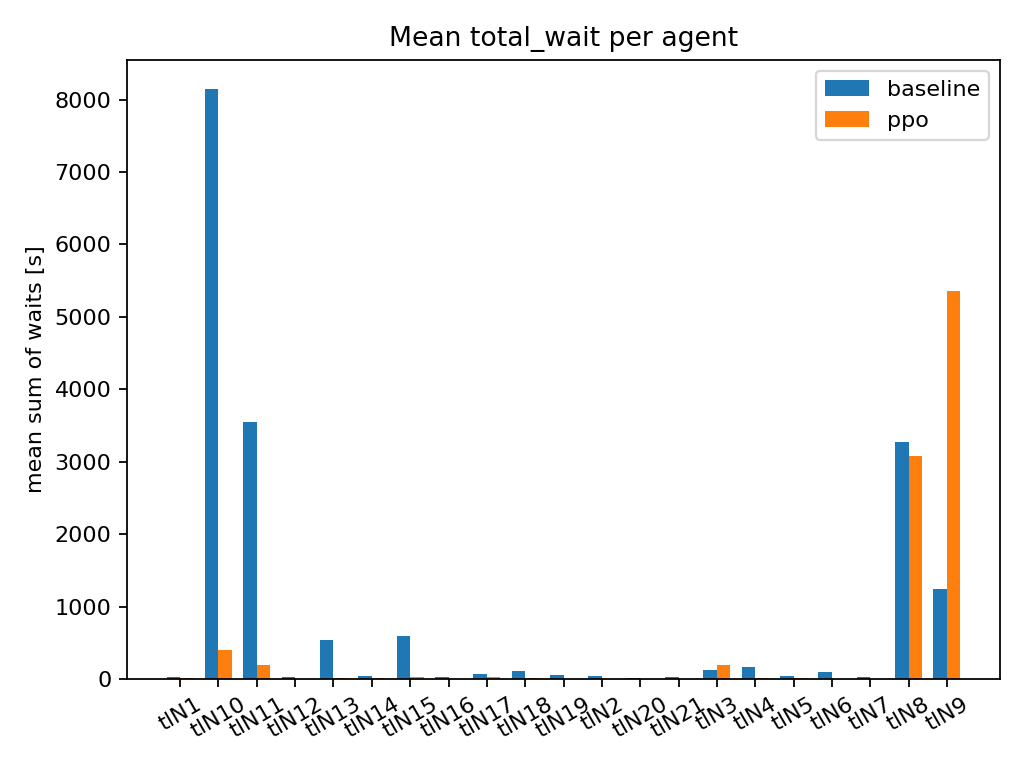 Mean total_wait per agent
baseline
ppo
mean sum of waits [s]
8000
7000
6000
5000
4000
3000
2000
1000
0
tlN1
tlN10
tlN11
tlN12
tlN13
tlN14
tlN15
tlN16
tlN17
tlN18
tlN19
tlN2
tlN20
tlN21
tlN3
tlN4
tlN5
tlN6
tlN7
tlN8
tlN9